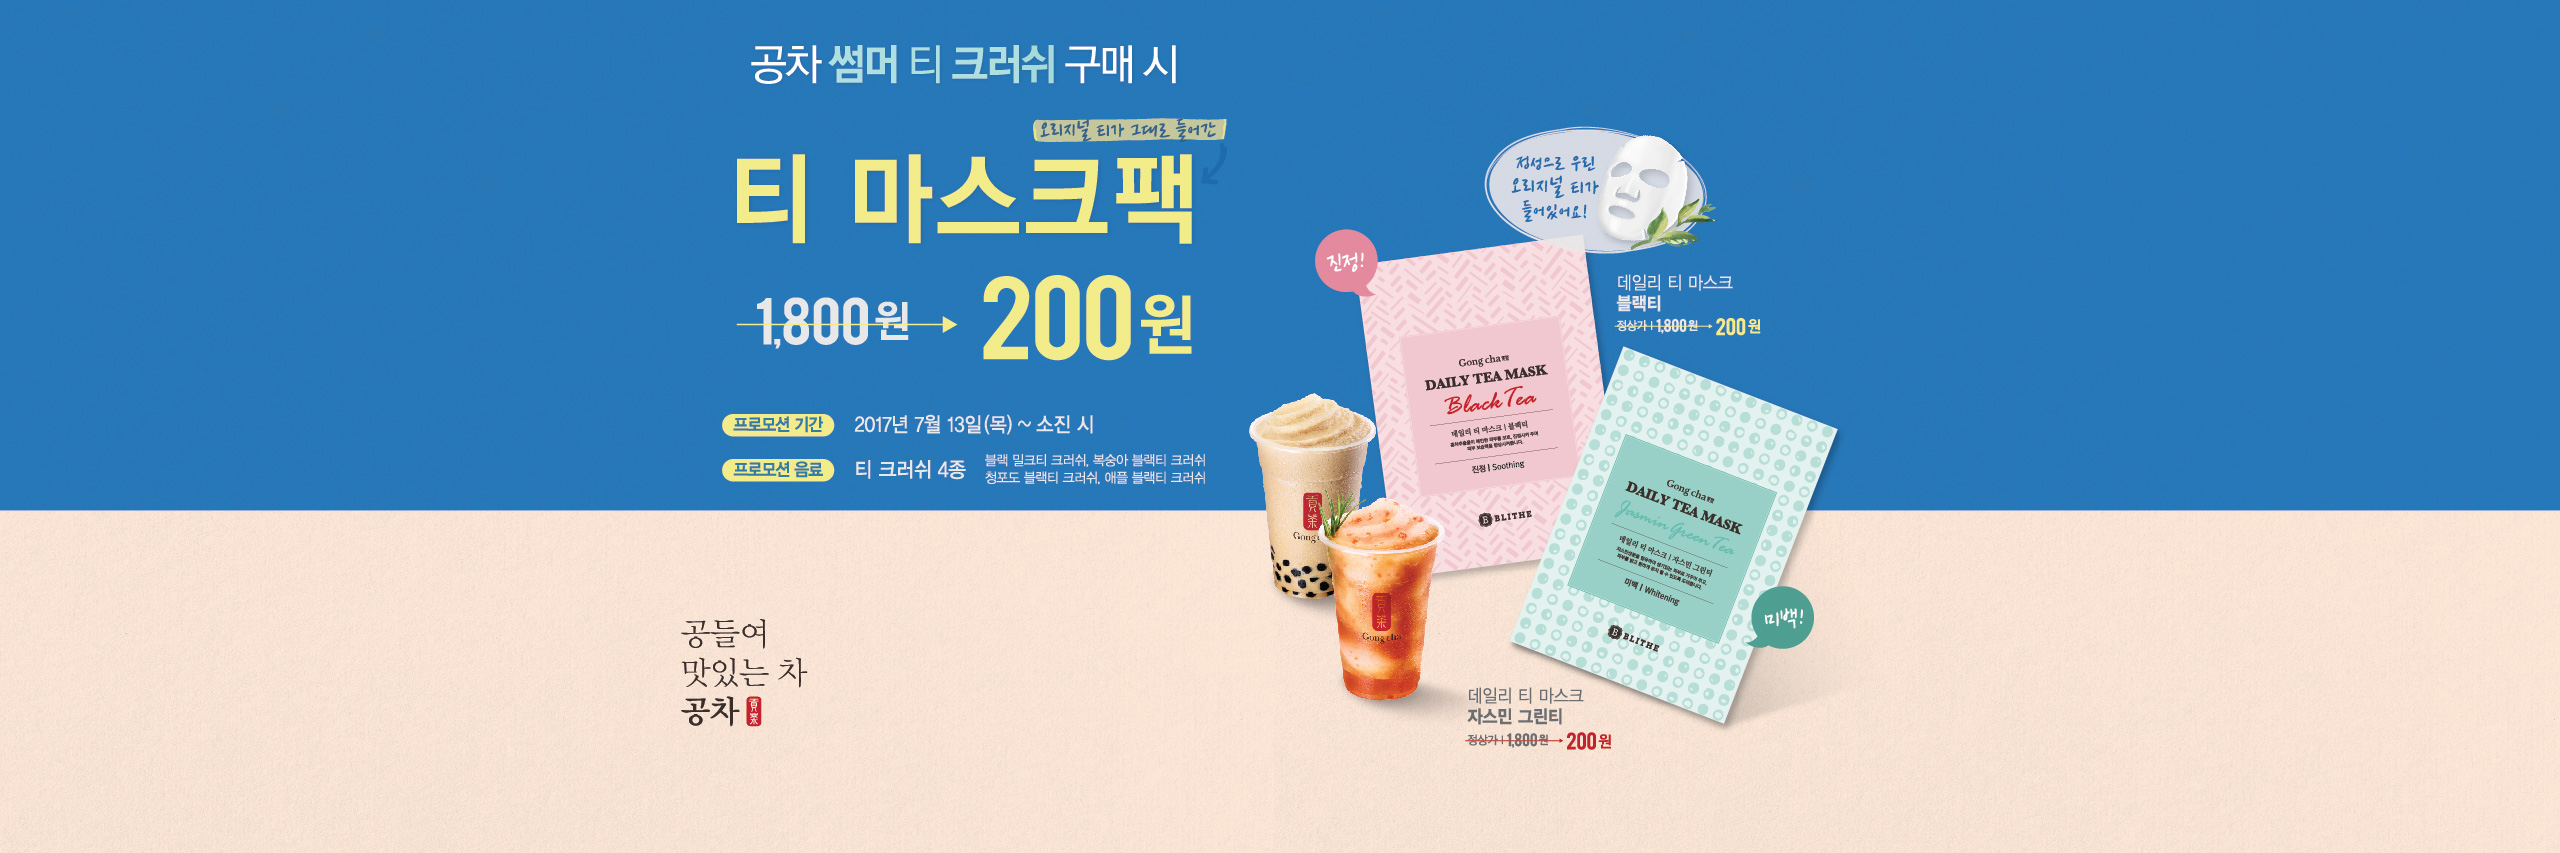 공차 썸머 티 크러쉬 구매 시
오리지널 티가 그대로 들어간
티 마스크팩
1,800원
200원
프로모션 기간 2017년 7월 13일(목) ~ 소진 시
프로모션 음료 티 크러쉬 4종
블랙 밀크티 크러쉬, 복숭아 블랙티 크러쉬
청포도 블랙티 크러쉬, 애플 블랙티 크러쉬
정성으로 우린
오리지널 티가
들어있어요!
진정!
데일리 티 마스크
블랙티
정상가 | 1,800원 → 200원
Gong cha
DAILY TEA MASK
Black Tea
데일리 티 마스크 | 블랙티
진정 | Soothing
BLITHE
Gong cha
DAILY TEA MASK
Jasmin Green Tea
데일리 티 마스크 | 자스민 그린티
미백 | Whitening
BLITHE
미백!
貢茶
Gong
貢茶
Gong cha
데일리 티 마스크
자스민 그린티
정상가 | 1,800원 → 200원
공들여
맛있는 차
공차 貢茶